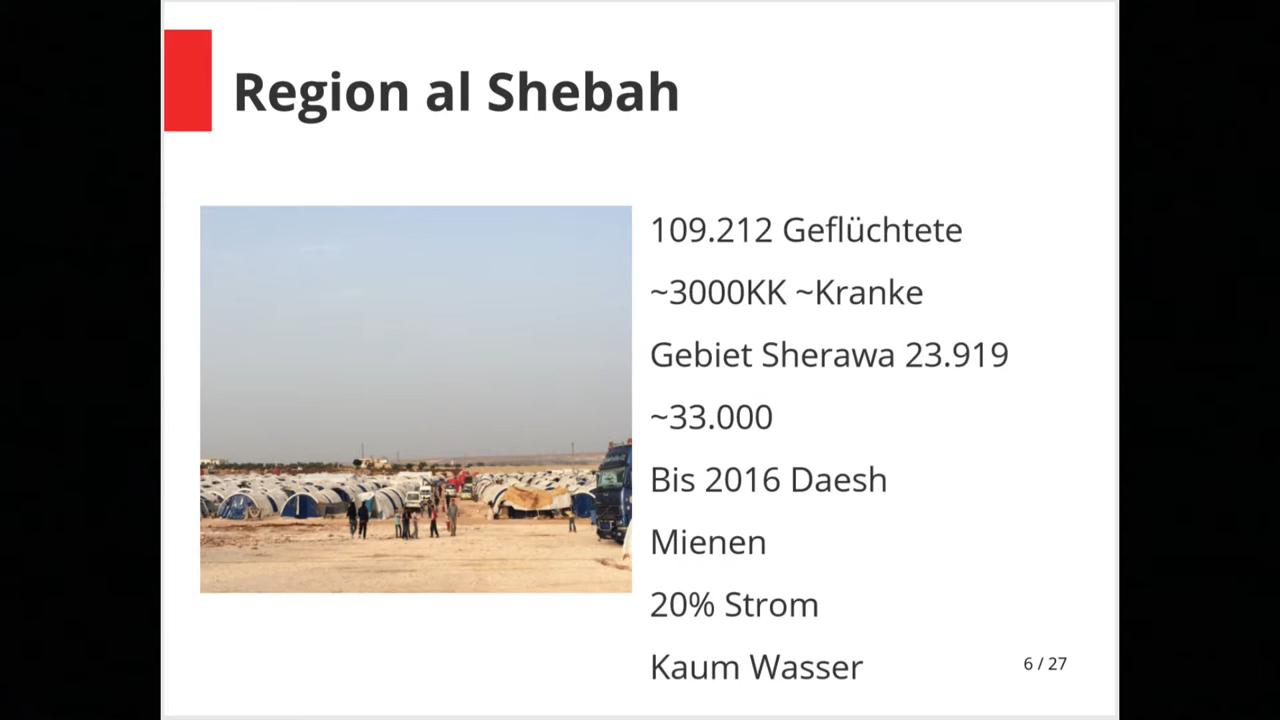 Region al Shebah
109.212 Geflüchtete
~3000KK ~Kranke
Gebiet Sherawa 23.919
~33.000
Bis 2016 Daesh
Mienen
20% Strom
Kaum Wasser
6 / 27